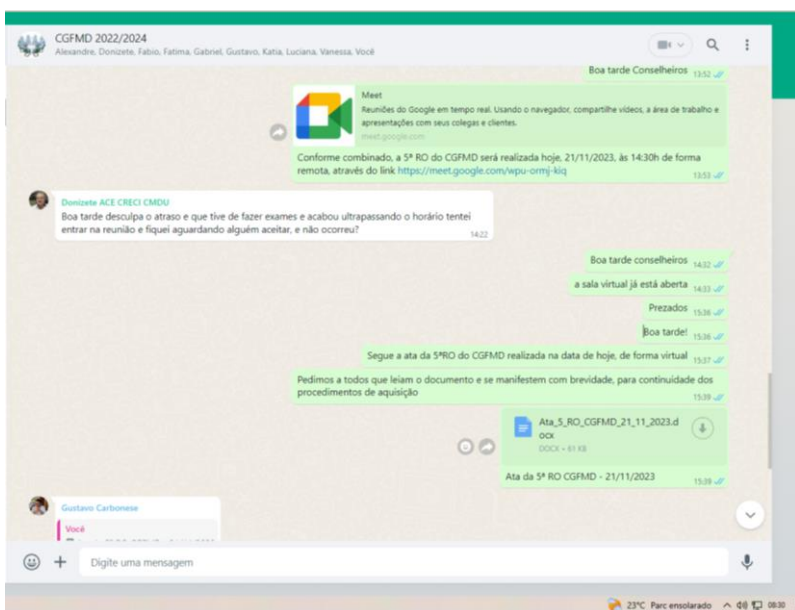 CGFMD 2022/2024
Alexandre, Donizete, Fabio, Fatima, Gabriel, Gustavo, Katia, Luciana, Vanessa, Você
Boa tarde Conselheiros 13:52
Meet
Reuniões do Google em tempo real. Usando o navegador, compartilhe vídeos, a área de trabalho e
apresentações com seus colegas e clientes.
meet.google.com
Conforme combinado, a 5ª RO do CGFMD será realizada hoje, 21/11/2023, às 14:30h de forma
remota, através do link https://meet.google.com/wpu-ormj-kiq
13:53
Donizete ACE CRECI CMDU
Boa tarde desculpa o atraso e que tive de fazer exames e acabou ultrapassando o horário tentei
entrar na reunião e fiquei aguardando alguém aceitar, e não ocorreu?
14:22
Boa tarde conselheiros 14:32
a sala virtual já está aberta 14:33
Prezados 15:36
Boa tarde! 15:36
Segue a ata da 5ªRO do CGFMD realizada na data de hoje, de forma virtual 15:37
Pedimos a todos que leiam o documento e se manifestem com brevidade, para continuidade dos
procedimentos de aquisição
15:39
Ata_5_RO_CGFMD_21_11_2023.d
ocx
DOCX • 81 KB
Ata da 5ª RO CGFMD - 21/11/2023 15:39
Gustavo Carbonese
Você
Digite uma mensagem
23°C Parc ensolarado 08:30